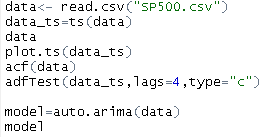 data<- read.csv("SP500.csv")
data_ts=ts(data)
data
plot.ts(data_ts)
acf(data)
adfTest(data_ts,lags=4,type="c")
model=auto.arima(data)
model